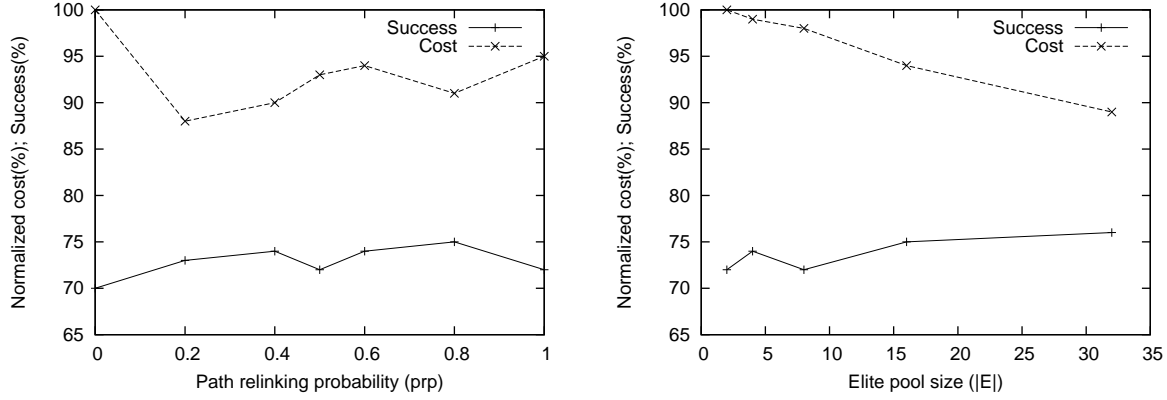 Normalized cost(%); Success(%)
100
95
90
85
80
75
70
65
Success
Cost
0 0.2 0.4 0.6 0.8 1
Path relinking probability (prp)
Normalized cost(%); Success(%)
100
95
90
85
80
75
70
65
Success
Cost
0 5 10 15 20 25 30 35
Elite pool size (|E|)